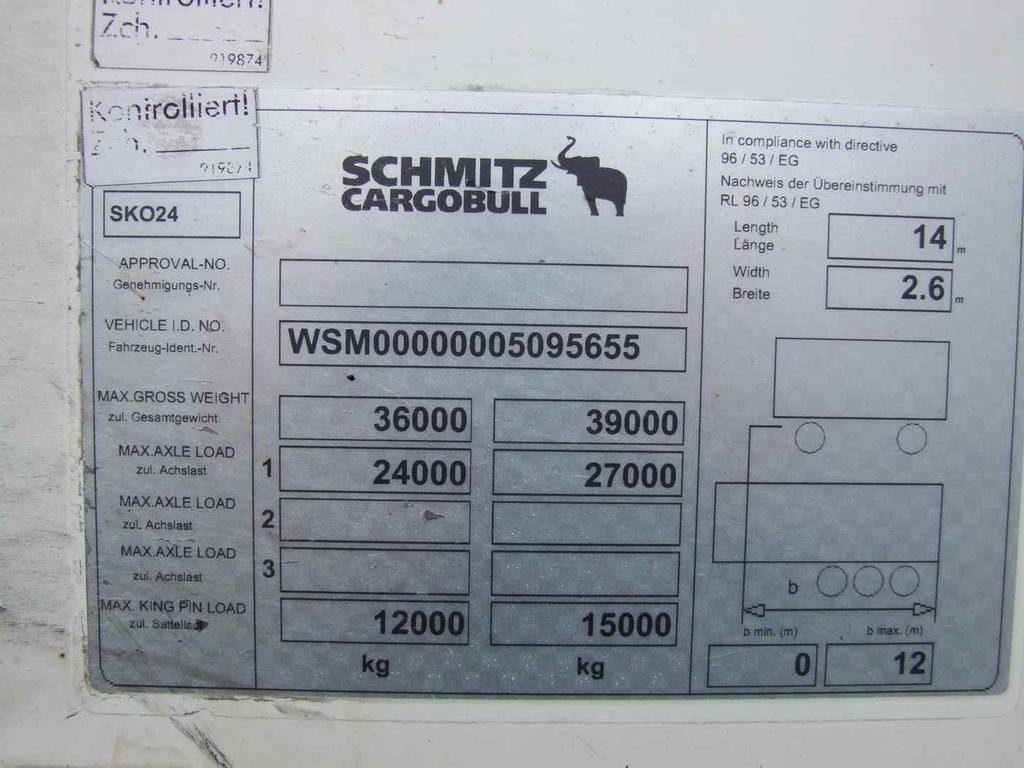 Kontrolliert!
Zch.
919874
Kontrolliert!
Zch.
919874
SKO24
SCHMITZ
CARGOBULL
APPROVAL-NO.
Genehmigungs-Nr.
VEHICLE I.D. NO.
Fahrzeug-Ident.-Nr.
WSM00000005095655
MAX.GROSS WEIGHT
zul. Gesamtgewicht
36000 39000
MAX.AXLE LOAD
zul. Achslast
1 24000 27000
MAX.AXLE LOAD
zul. Achslast
2
MAX.AXLE LOAD
zul. Achslast
3
MAX. KING PIN LOAD
zul. Sattellast
12000 15000
kg kg
In compliance with directive
96 / 53 / EG
Nachweis der Übereinstimmung mit
RL 96 / 53 / EG
Length
Länge
14 m
Width
Breite
2.6 m
b
b min. (m) b max. (m)
0 12